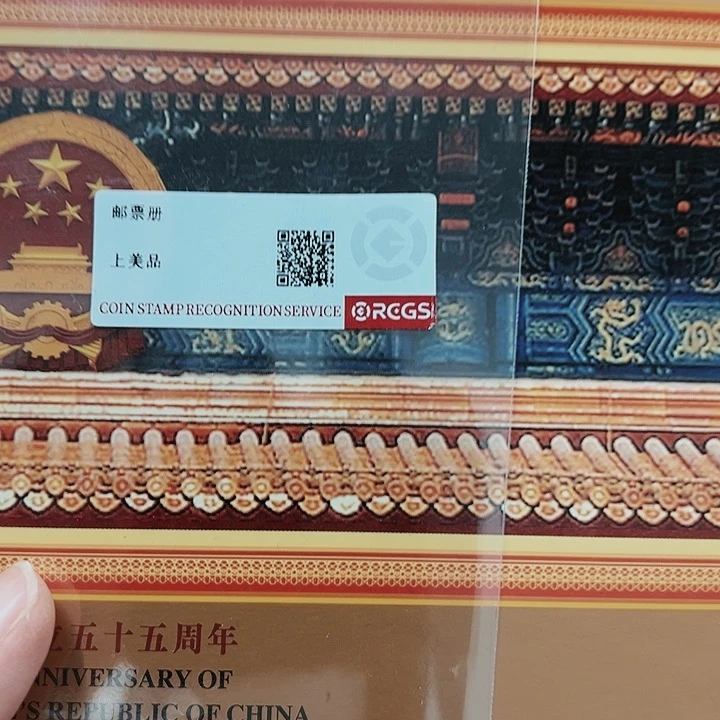 邮票册
上美品
COIN STAMP RECOGNITION SERVICE
RCGS
五十五周年
NNIVERSARY OF
'S REPUBLIC OF CHINA